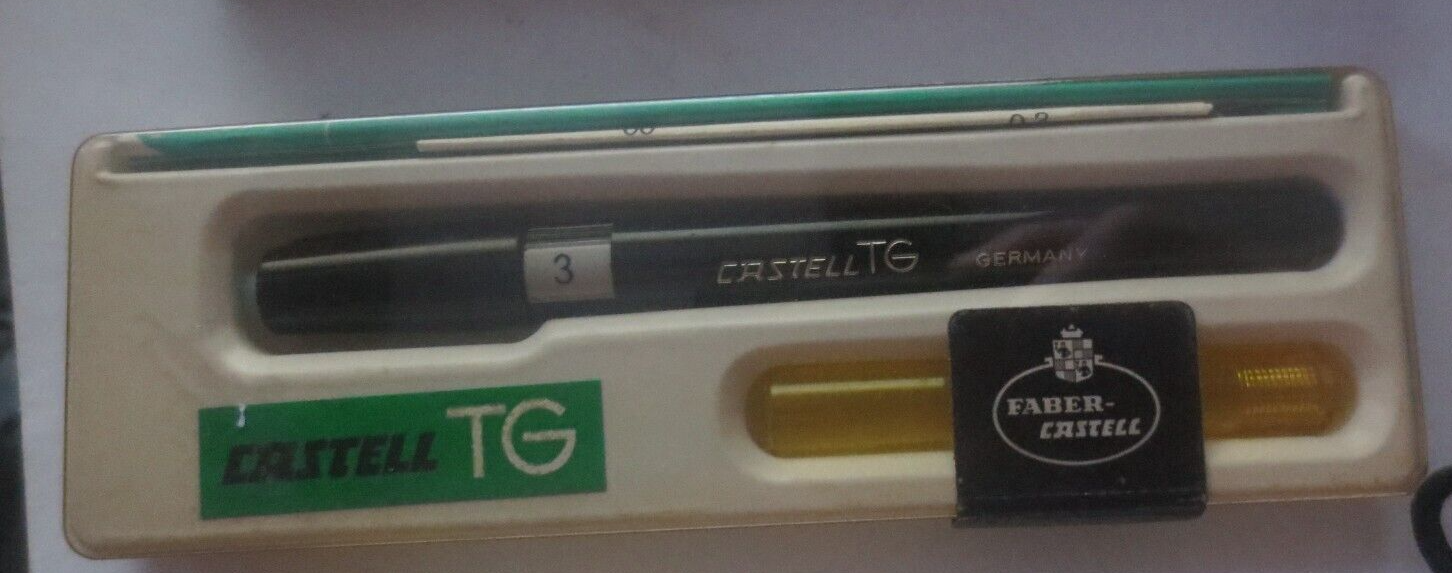 3
CASTELL TG GERMANY
CASTELL TG
FABER-
CASTELL